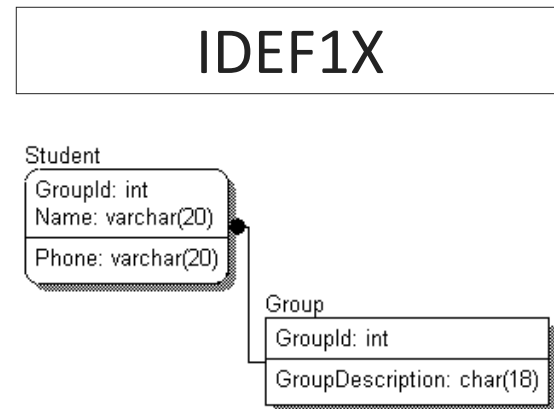 IDEF1X
Student
GroupId: int
Name: varchar(20)
Phone: varchar(20)
Group
GroupId: int
GroupDescription: char(18)